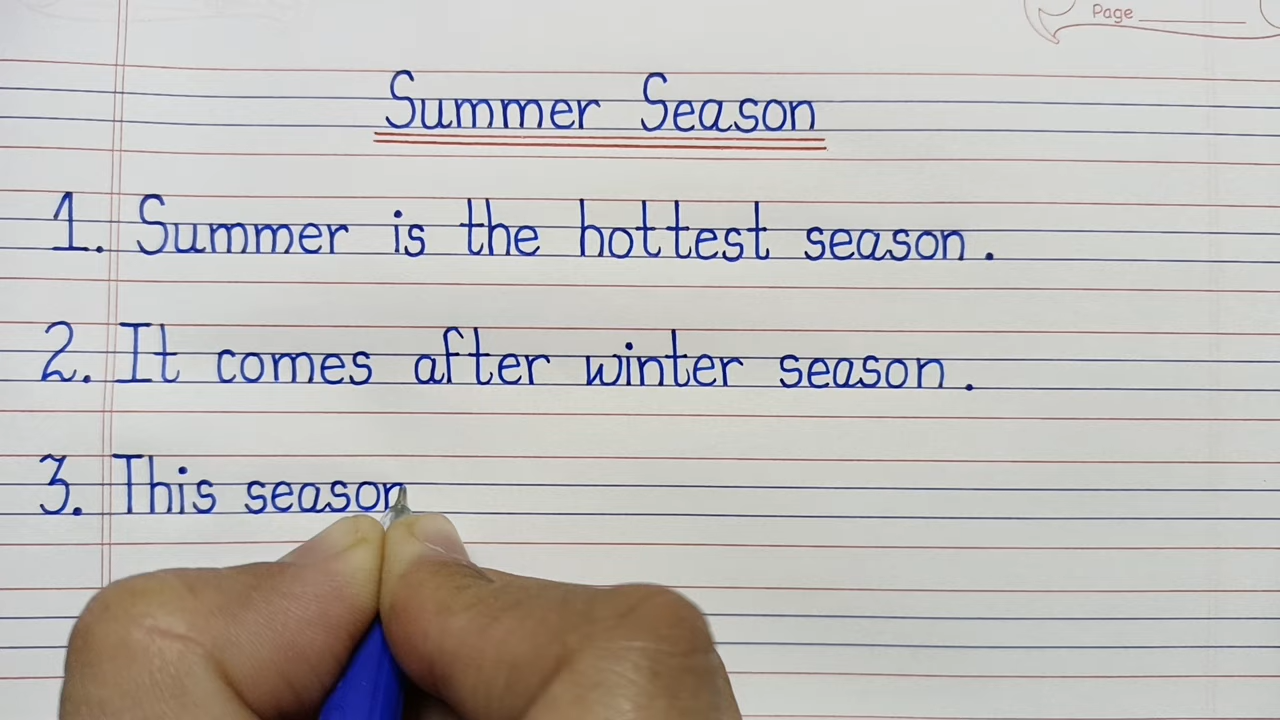 Page
Summer Season
1. Summer is the hottest season.
2. It comes after winter season.
3. This season